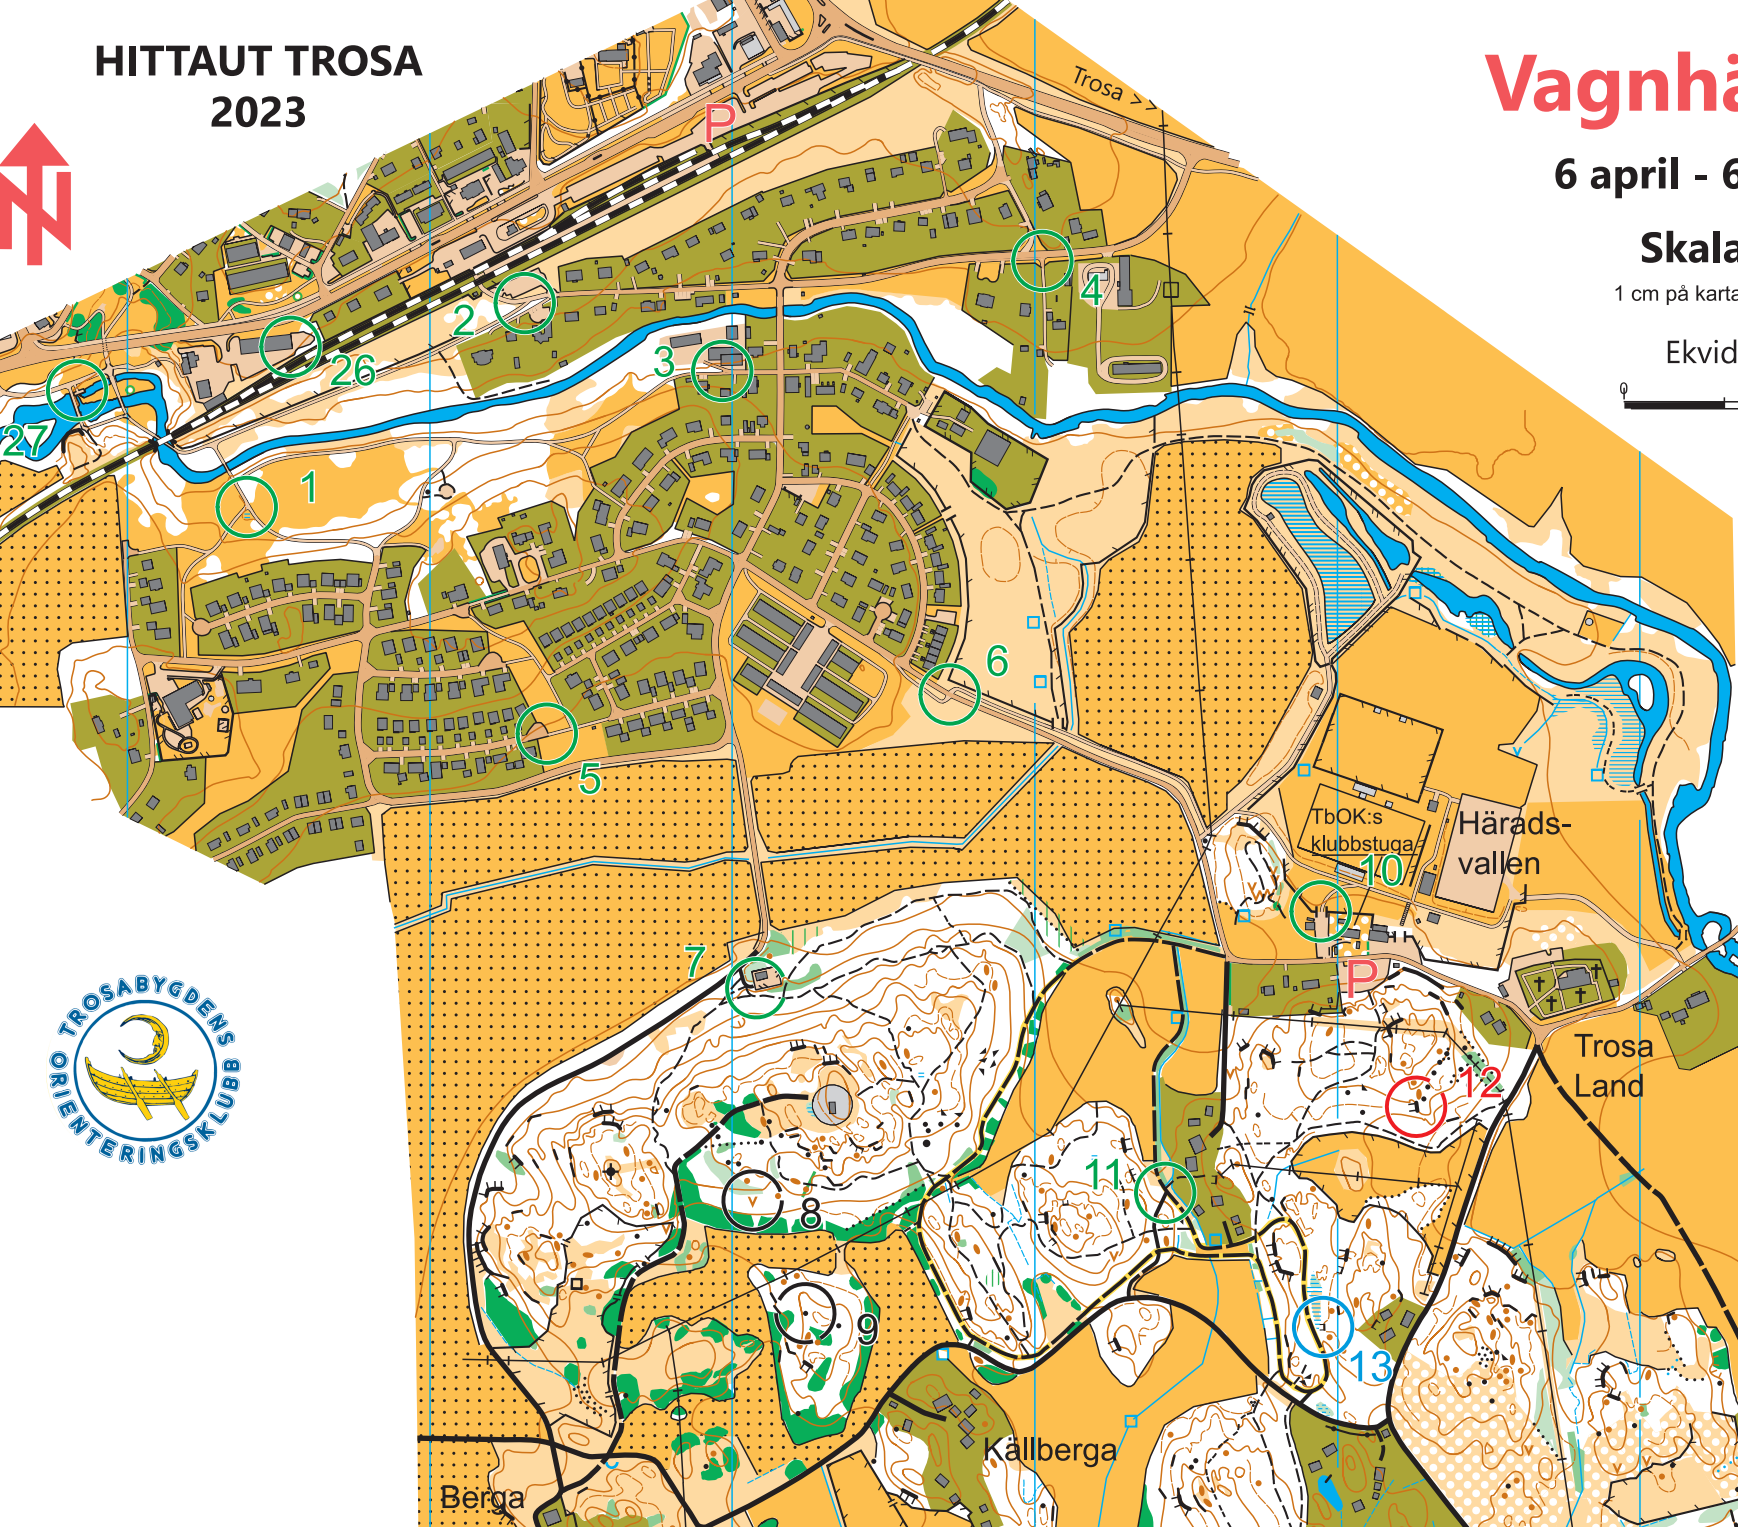 HITTAUT TROSA
2023
Vagnhä
6 april - 6
Skala
1 cm på karta
Ekvid
0
Trosa >>
P
N
1
2
3
4
5
6
7
8
9
10
11
12
13
26
27
TbOK:s
klubbstuga
Härads-
vallen
P
Trosa
Land
Källberga
Berga
TROSABYGDENS
ORIENTERINGSKLUBB